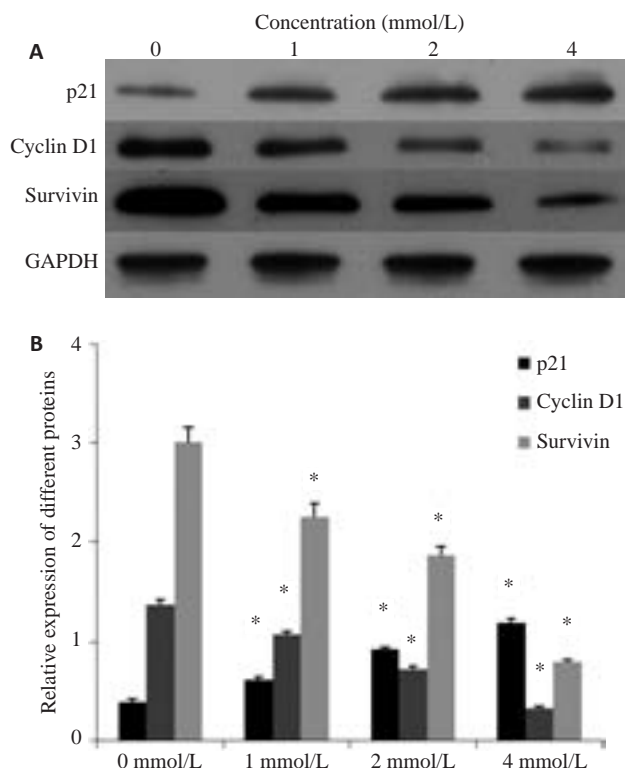 Concentration (mmol/L)
A 0 1 2 4
p21
Cyclin D1
Survivin
GAPDH
B
Relative expression of different proteins
4
3
2
1
0
p21
Cyclin D1
Survivin
*
*
*
*
*
*
*
*
*
0 mmol/L 1 mmol/L 2 mmol/L 4 mmol/L